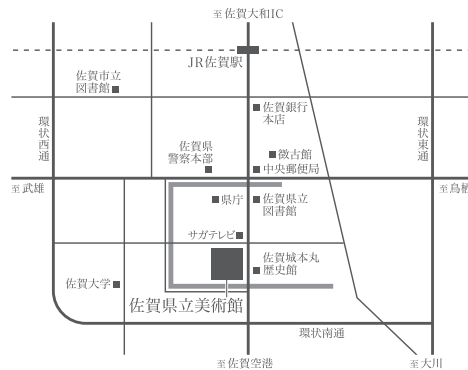 至佐賀大和IC
JR佐賀駅
佐賀市立
図書館
佐賀銀行
本店
環状西通
環状東通
佐賀県
警察本部
徴古館
中央郵便局
至武雄
至鳥栖
県庁
佐賀県立
図書館
サガテレビ
佐賀城本丸
歴史館
佐賀大学
佐賀県立美術館
環状南通
至佐賀空港
至大川